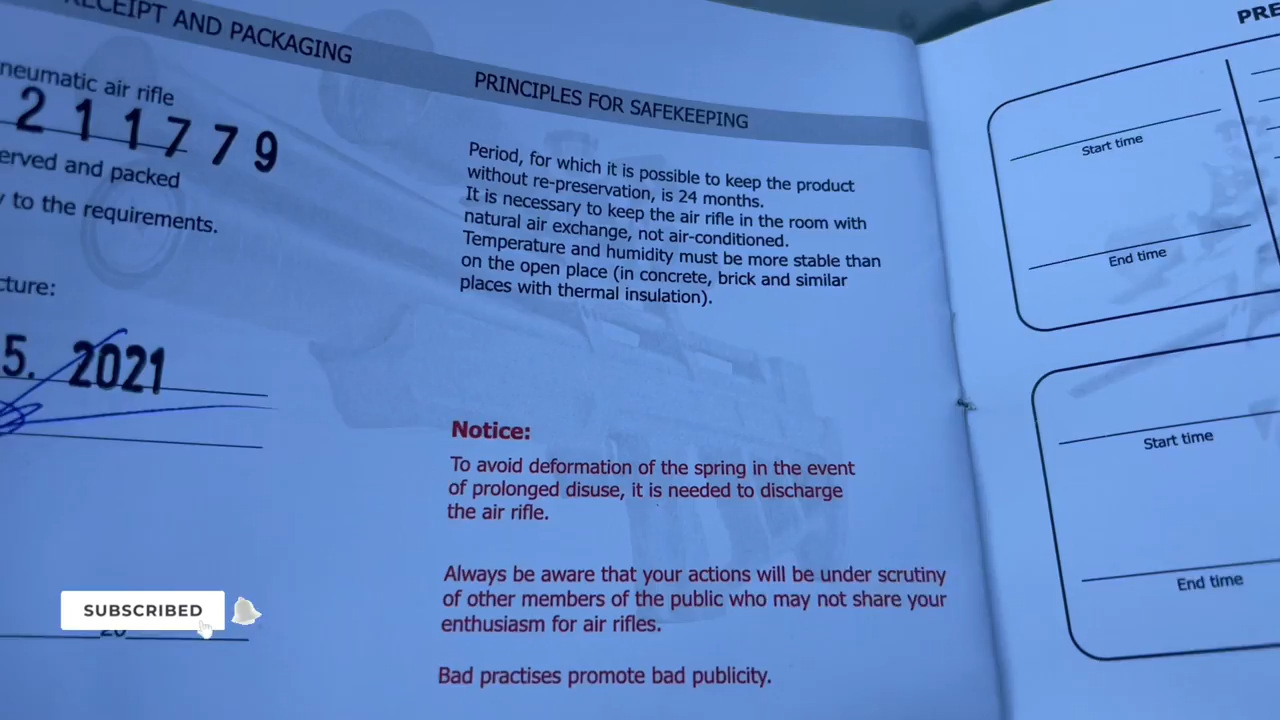 RECEIPT AND PACKAGING
neumatic air rifle
211779
erved and packed
y to the requirements.
cture:
5. 2021
20
PRINCIPLES FOR SAFEKEEPING
Period, for which it is possible to keep the product
without re-preservation, is 24 months.
It is necessary to keep the air rifle in the room with
natural air exchange, not air-conditioned.
Temperature and humidity must be more stable than
on the open place (in concrete, brick and similar
places with thermal insulation).
Notice:
To avoid deformation of the spring in the event
of prolonged disuse, it is needed to discharge
the air rifle.
Always be aware that your actions will be under scrutiny
of other members of the public who may not share your
enthusiasm for air rifles.
Bad practises promote bad publicity.
PRE
Start time
End time
Start time
End time
SUBSCRIBED